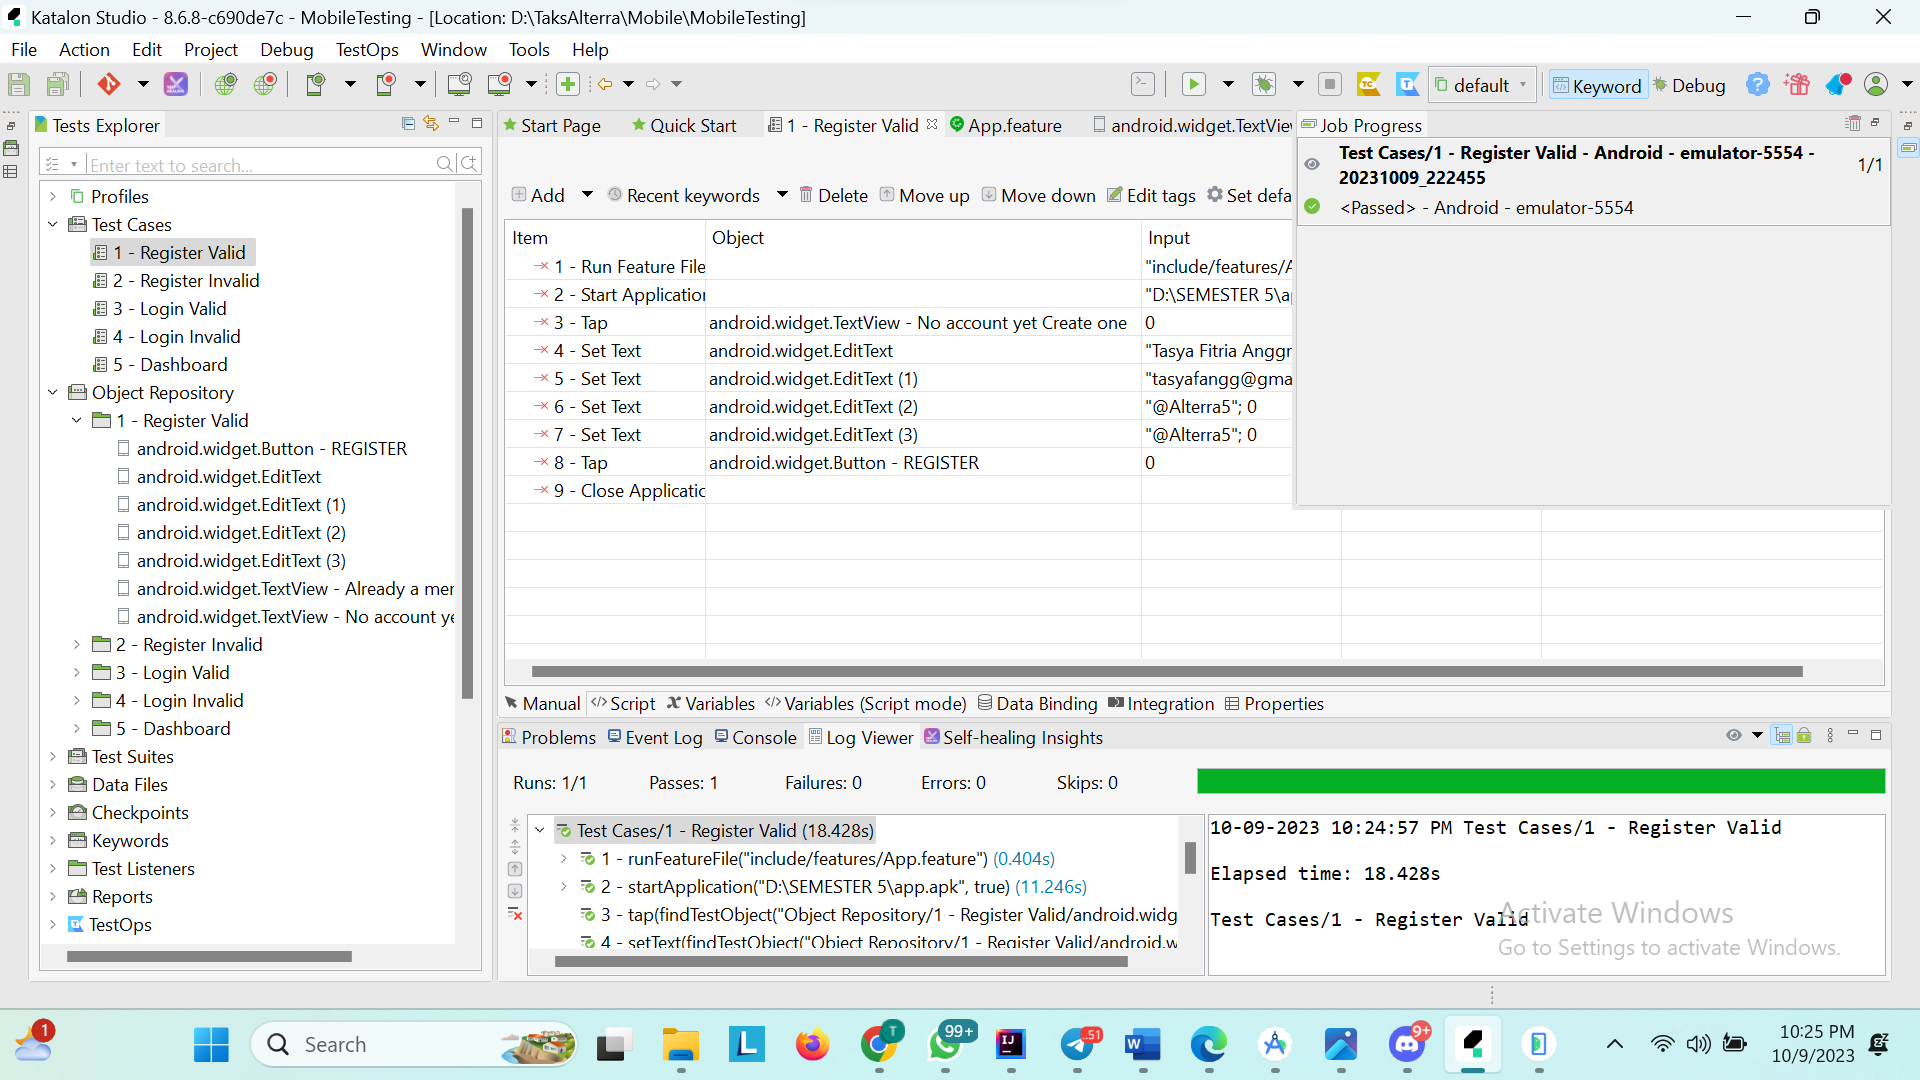 Katalon Studio - 8.6.8-c690de7c - MobileTesting - [Location: D:\TaksAlterra\Mobile\MobileTesting]
File Action Edit Project Debug TestOps Window Tools Help
default Keyword Debug
Tests Explorer
Enter text to search...
Profiles
Test Cases
1 - Register Valid
2 - Register Invalid
3 - Login Valid
4 - Login Invalid
5 - Dashboard
Object Repository
1 - Register Valid
android.widget.Button - REGISTER
android.widget.EditText
android.widget.EditText (1)
android.widget.EditText (2)
android.widget.EditText (3)
android.widget.TextView - Already a mer
android.widget.TextView - No account ye
2 - Register Invalid
3 - Login Valid
4 - Login Invalid
5 - Dashboard
Test Suites
Data Files
Checkpoints
Keywords
Test Listeners
Reports
TestOps
Start Page Quick Start 1 - Register Valid App.feature android.widget.TextVie
Add Recent keywords Delete Move up Move down Edit tags Set defa
Item Object Input
1 - Run Feature File "include/features/A
2 - Start Application "D:\SEMESTER 5\a
3 - Tap android.widget.TextView - No account yet Create one 0
4 - Set Text android.widget.EditText "Tasya Fitria Anggr
5 - Set Text android.widget.EditText (1) "tasyafangg@gma
6 - Set Text android.widget.EditText (2) "@Alterra5"; 0
7 - Set Text android.widget.EditText (3) "@Alterra5"; 0
8 - Tap android.widget.Button - REGISTER 0
9 - Close Applicatic
Job Progress
Test Cases/1 - Register Valid - Android - emulator-5554 - 1/1
20231009_222455
<Passed> - Android - emulator-5554
Manual Script Variables Variables (Script mode) Data Binding Integration Properties
Problems Event Log Console Log Viewer Self-healing Insights
Runs: 1/1 Passes: 1 Failures: 0 Errors: 0 Skips: 0
Test Cases/1 - Register Valid (18.428s)
1 - runFeatureFile("include/features/App.feature") (0.404s)
2 - startApplication("D:\SEMESTER 5\app.apk", true) (11.246s)
3 - tap(findTestObject("Object Repository/1 - Register Valid/android.widg
4 - setText(findTestObject("Object Repository/1 - Register Valid/android.w
10-09-2023 10:24:57 PM Test Cases/1 - Register Valid
Elapsed time: 18.428s
Test Cases/1 - Register Valid
Activate Windows
Go to Settings to activate Windows.
1
Search
T
99+
IJ
51
W
9+
10:25 PM
10/9/2023